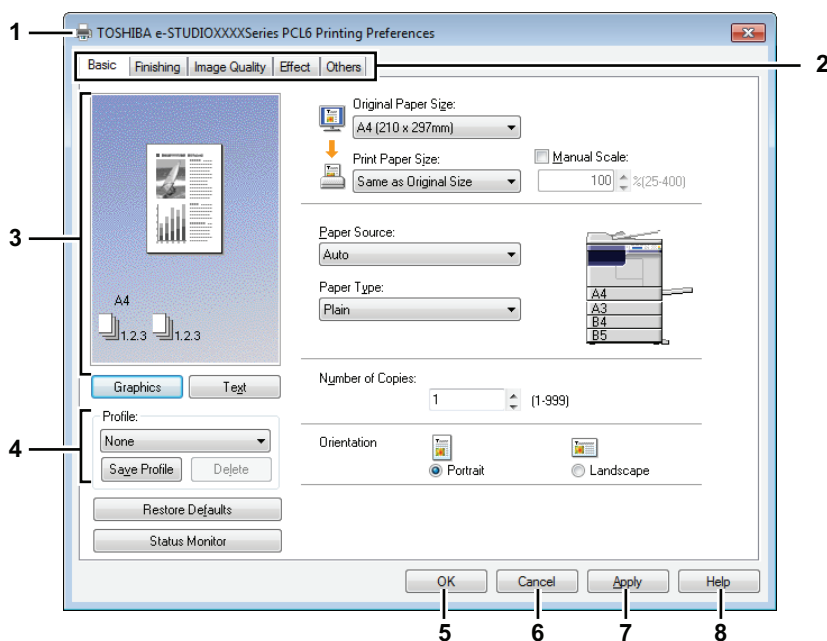 1
TOSHIBA e-STUDIOXXXXSeries PCL6 Printing Preferences
Basic Finishing Image Quality Effect Others
2
3
A4
1.2.3 1.2.3
Graphics Text
4
Profile:
None
Save Profile Delete
Restore Defaults
Status Monitor
Original Paper Size:
A4 (210 x 297mm)
Print Paper Size:
Same as Original Size
Manual Scale:
100 %(25-400)
Paper Source:
Auto
Paper Type:
Plain
A4
A3
B4
B5
Number of Copies:
1 (1-999)
Orientation
Portrait Landscape
OK Cancel Apply Help
5 6 7 8